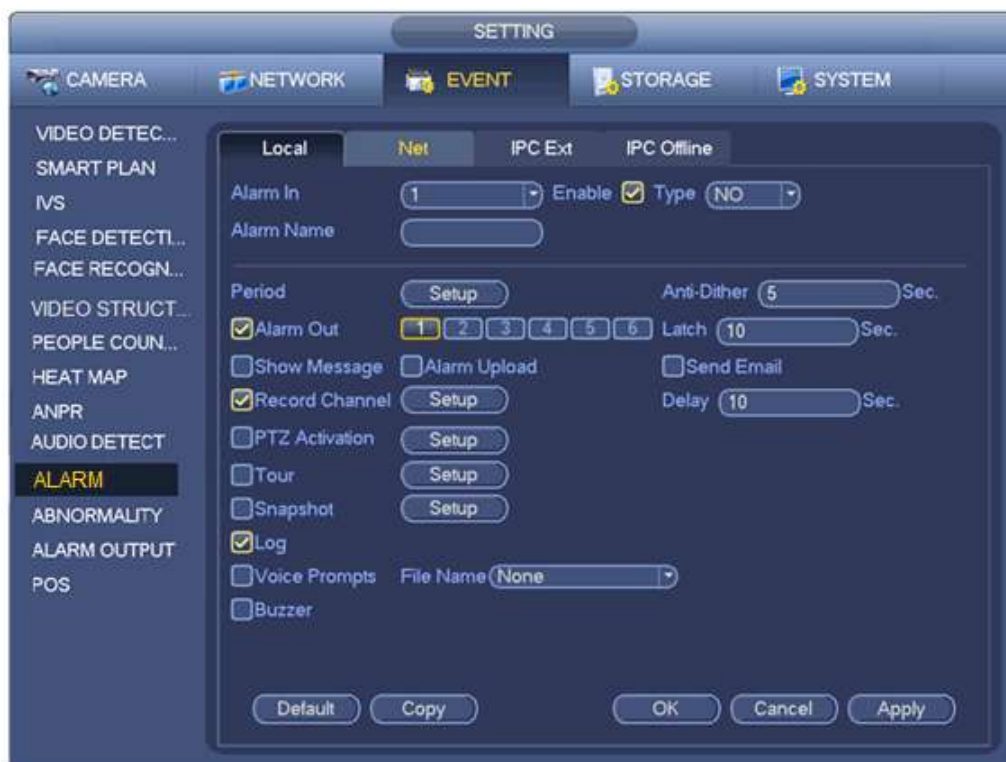 SETTING
CAMERA NETWORK EVENT STORAGE SYSTEM
VIDEO DETEC...
SMART PLAN
IVS
FACE DETECTI...
FACE RECOGN...
VIDEO STRUCT...
PEOPLE COUN...
HEAT MAP
ANPR
AUDIO DETECT
ALARM
ABNORMALITY
ALARM OUTPUT
POS
Local Net IPC Ext IPC Offline
Alarm In 1 Enable Type NO
Alarm Name
Period Setup Anti-Dither 5 Sec.
Alarm Out 1 2 3 4 5 6 Latch 10 Sec.
Show Message Alarm Upload Send Email
Record Channel Setup Delay 10 Sec.
PTZ Activation Setup
Tour Setup
Snapshot Setup
Log
Voice Prompts File Name None
Buzzer
Default Copy OK Cancel Apply